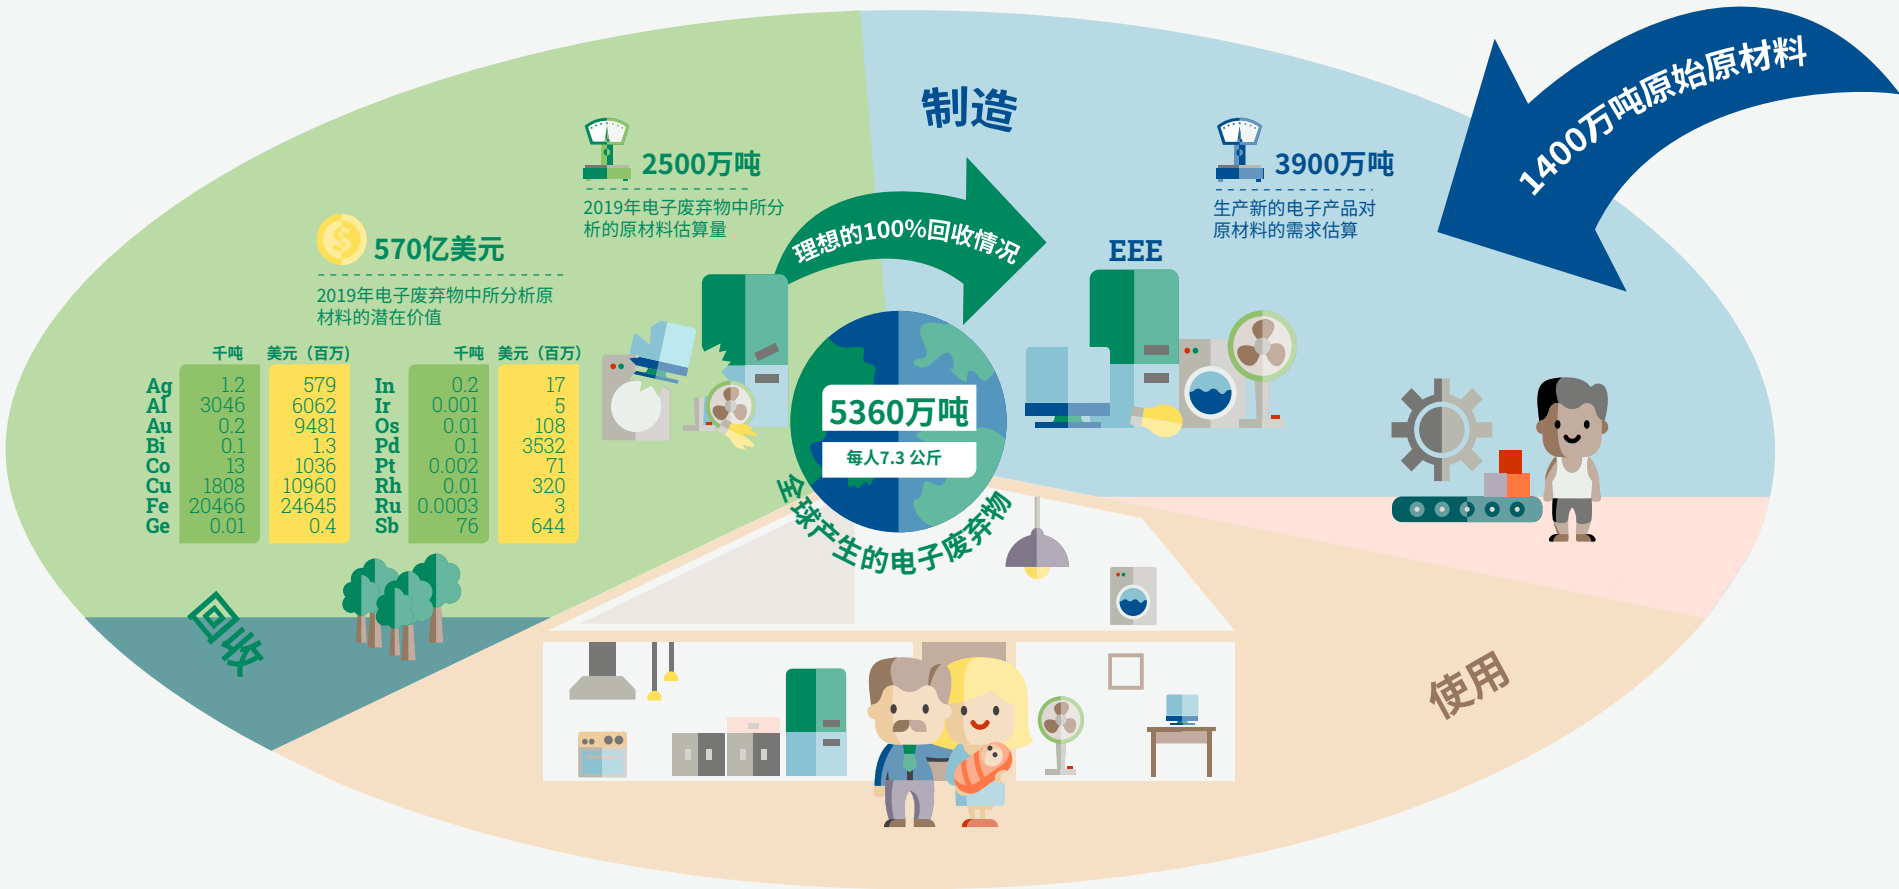 1400万吨原始原材料
制造
2500万吨
2019年电子废弃物中所分
析的原材料估算量
3900万吨
生产新的电子产品对
原材料的需求估算
570亿美元
2019年电子废弃物中所分析原
材料的潜在价值
理想的100%回收情况
EEE
千吨 美元（百万) 千吨 美元（百万）
Ag 1.2 579 In 0.2 17
Al 3046 6062 Ir 0.001 5
Au 0.2 9481 Os 0.01 108
Bi 0.1 1.3 Pd 0.1 3532
Co 13 1036 Pt 0.002 71
Cu 1808 10960 Rh 0.01 320
Fe 20466 24645 Ru 0.0003 3
Ge 0.01 0.4 Sb 76 644
5360万吨
每人7.3 公斤
全球产生的电子废弃物
回收
使用